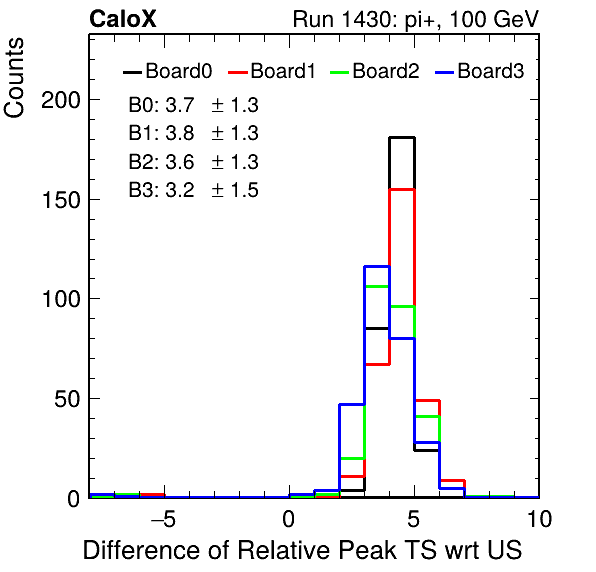 CaloX Run 1430: pi+, 100 GeV
Counts
Board0 Board1 Board2 Board3
B0: 3.7 ± 1.3
B1: 3.8 ± 1.3
B2: 3.6 ± 1.3
B3: 3.2 ± 1.5
200
150
100
50
0
−5 0 5 10
Difference of Relative Peak TS wrt US